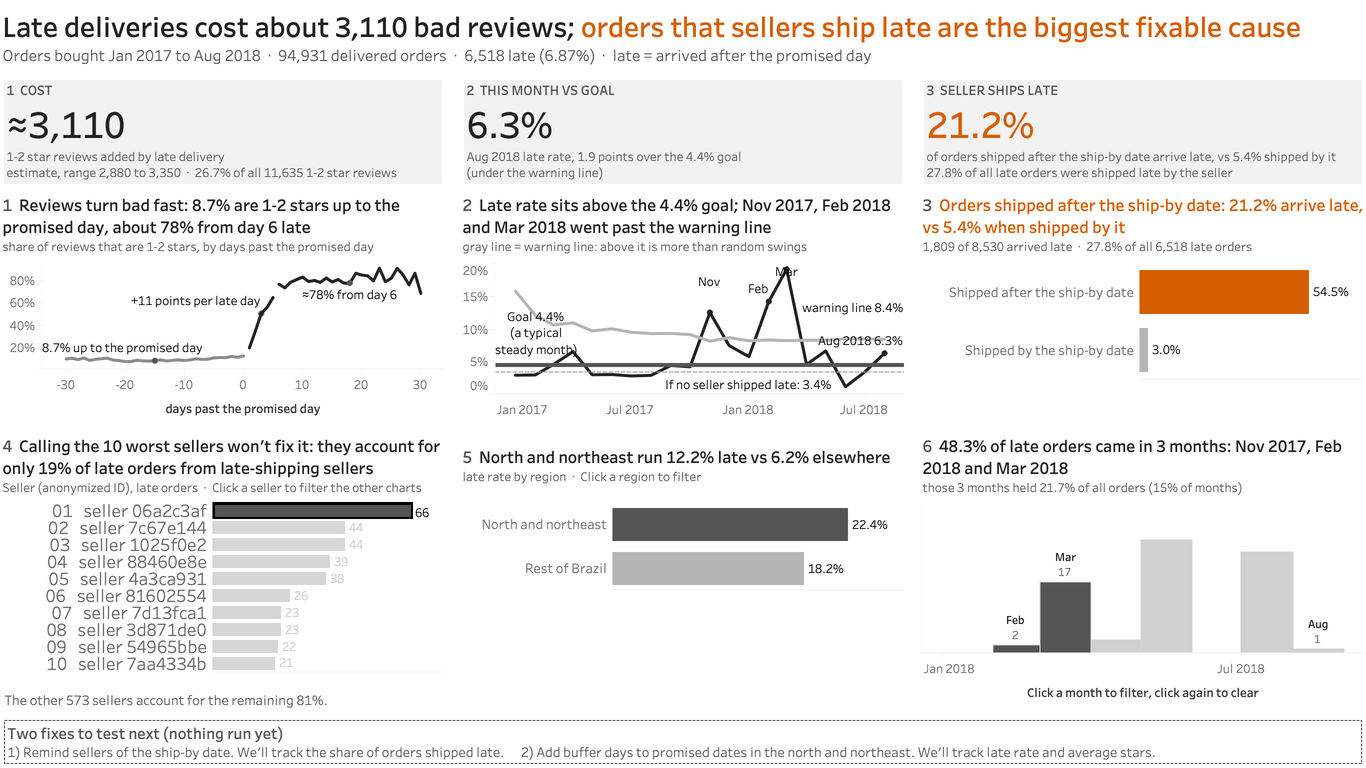 Late deliveries cost about 3,110 bad reviews; orders that sellers ship late are the biggest fixable cause
Orders bought Jan 2017 to Aug 2018 · 94,931 delivered orders · 6,518 late (6.87%) · late = arrived after the promised day
1 COST
≈3,110
1-2 star reviews added by late delivery
estimate, range 2,880 to 3,350 · 26.7% of all 11,635 1-2 star reviews
2 THIS MONTH VS GOAL
6.3%
Aug 2018 late rate, 1.9 points over the 4.4% goal
(under the warning line)
3 SELLER SHIPS LATE
21.2%
of orders shipped after the ship-by date arrive late, vs 5.4% shipped by it
27.8% of all late orders were shipped late by the seller
1 Reviews turn bad fast: 8.7% are 1-2 stars up to the
promised day, about 78% from day 6 late
share of reviews that are 1-2 stars, by days past the promised day
80%
60%
40%
20%
+11 points per late day
≈78% from day 6
8.7% up to the promised day
-30
-20
-10
0
10
20
30
days past the promised day
2 Late rate sits above the 4.4% goal; Nov 2017, Feb 2018
and Mar 2018 went past the warning line
gray line = warning line: above it is more than random swings
20%
15%
10%
5%
0%
Nov
Feb
Mar
Goal 4.4%
(a typical
steady month)
warning line 8.4%
Aug 2018 6.3%
If no seller shipped late: 3.4%
Jan 2017
Jul 2017
Jan 2018
Jul 2018
3 Orders shipped after the ship-by date: 21.2% arrive late,
vs 5.4% when shipped by it
1,809 of 8,530 arrived late · 27.8% of all 6,518 late orders
Shipped after the ship-by date 54.5%
Shipped by the ship-by date 3.0%
4 Calling the 10 worst sellers won't fix it: they account for
only 19% of late orders from late-shipping sellers
Seller (anonymized ID), late orders · Click a seller to filter the other charts
01 seller 06a2c3af 66
02 seller 7c67e144 44
03 seller 1025f0e2 44
04 seller 88460e8e 39
05 seller 4a3ca931 38
06 seller 81602554 26
07 seller 7d13fca1 23
08 seller 3d871de0 23
09 seller 54965bbe 22
10 seller 7aa4334b 21
The other 573 sellers account for the remaining 81%.
5 North and northeast run 12.2% late vs 6.2% elsewhere
late rate by region · Click a region to filter
North and northeast 22.4%
Rest of Brazil 18.2%
6 48.3% of late orders came in 3 months: Nov 2017, Feb
2018 and Mar 2018
those 3 months held 21.7% of all orders (15% of months)
Feb
2
Mar
17
Aug
1
Jan 2018
Jul 2018
Click a month to filter, click again to clear
Two fixes to test next (nothing run yet)
1) Remind sellers of the ship-by date. We'll track the share of orders shipped late. 2) Add buffer days to promised dates in the north and northeast. We'll track late rate and average stars.